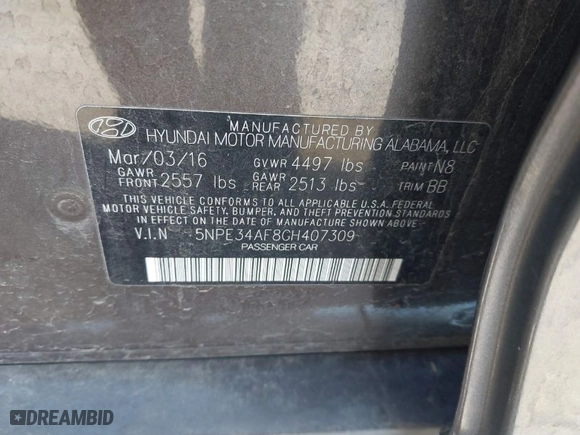 MANUFACTURED BY
HYUNDAI MOTOR MANUFACTURING ALABAMA, LLC
Mar/03/16 GVWR 4497 lbs PAINT N8
GAWR FRONT 2557 lbs GAWR REAR 2513 lbs TRIM BB
THIS VEHICLE CONFORMS TO ALL APPLICABLE U.S.A. FEDERAL
MOTOR VEHICLE SAFETY, BUMPER, AND THEFT PREVENTION STANDARDS
IN EFFECT ON THE DATE OF MANUFACTURE SHOWN ABOVE.
V.I.N 5NPE34AF8GH407309
PASSENGER CAR
DREAMBID